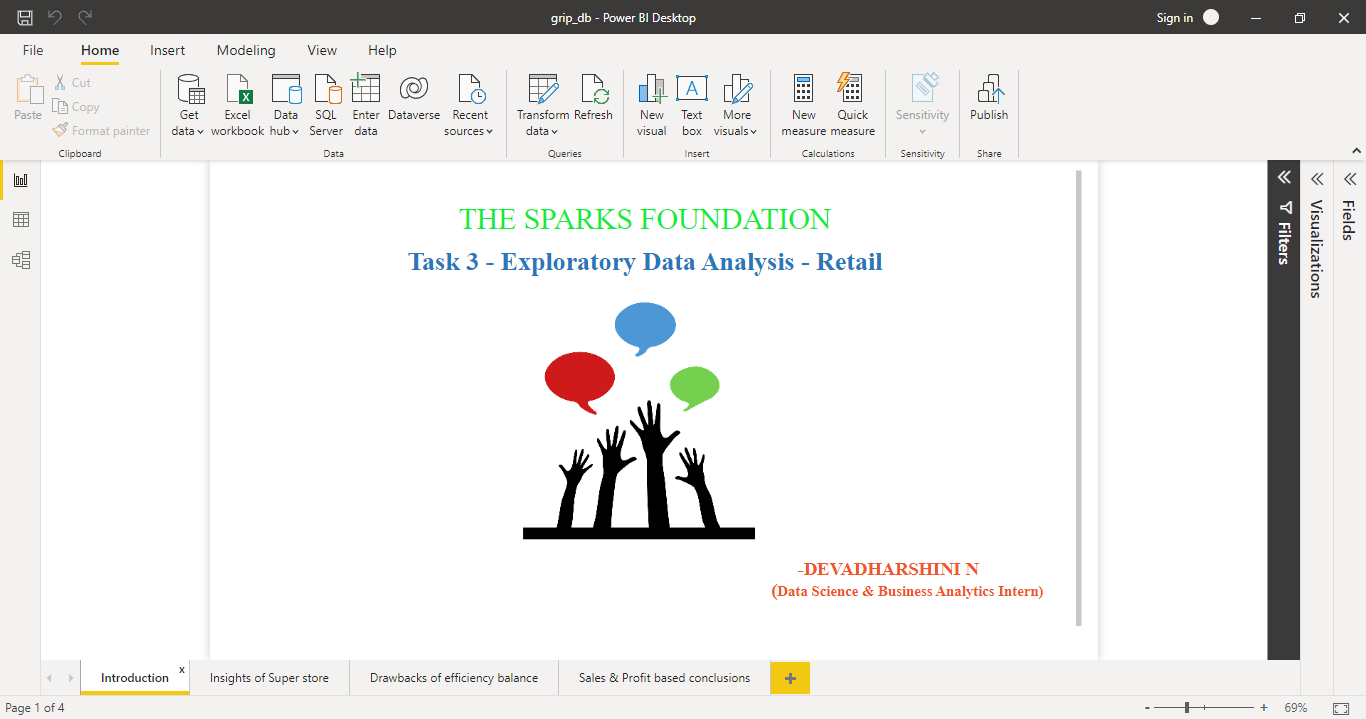 grip_db - Power BI Desktop
Sign in
File Home Insert Modeling View Help
Paste
Cut
Copy
Format painter
Clipboard
Get data
Excel workbook
Data hub
SQL Server
Enter data
Dataverse
Recent sources
Data
Transform data
Refresh
Queries
New visual
Text box
More visuals
Insert
New measure
Quick measure
Calculations
Sensitivity
Sensitivity
Publish
Share
THE SPARKS FOUNDATION
Task 3 - Exploratory Data Analysis - Retail
-DEVADHARSHINI N
(Data Science & Business Analytics Intern)
Filters
Visualizations
Fields
Introduction x
Insights of Super store
Drawbacks of efficiency balance
Sales & Profit based conclusions
+
Page 1 of 4
- + 69%